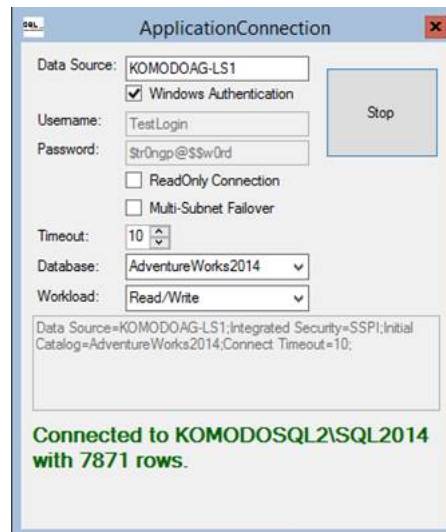 SQL
ApplicationConnection
Data Source: KOMODOAG-LS1
Windows Authentication
Username: TestLogin
Password: $tr0ngp@$$w0rd
Stop
ReadOnly Connection
Multi-Subnet Failover
Timeout: 10
Database: AdventureWorks2014
Workload: Read/Write
Data Source=KOMODOAG-LS1;Integrated Security=SSPI;Initial
Catalog=AdventureWorks2014;Connect Timeout=10;
Connected to KOMODOSQL2\SQL2014
with 7871 rows.